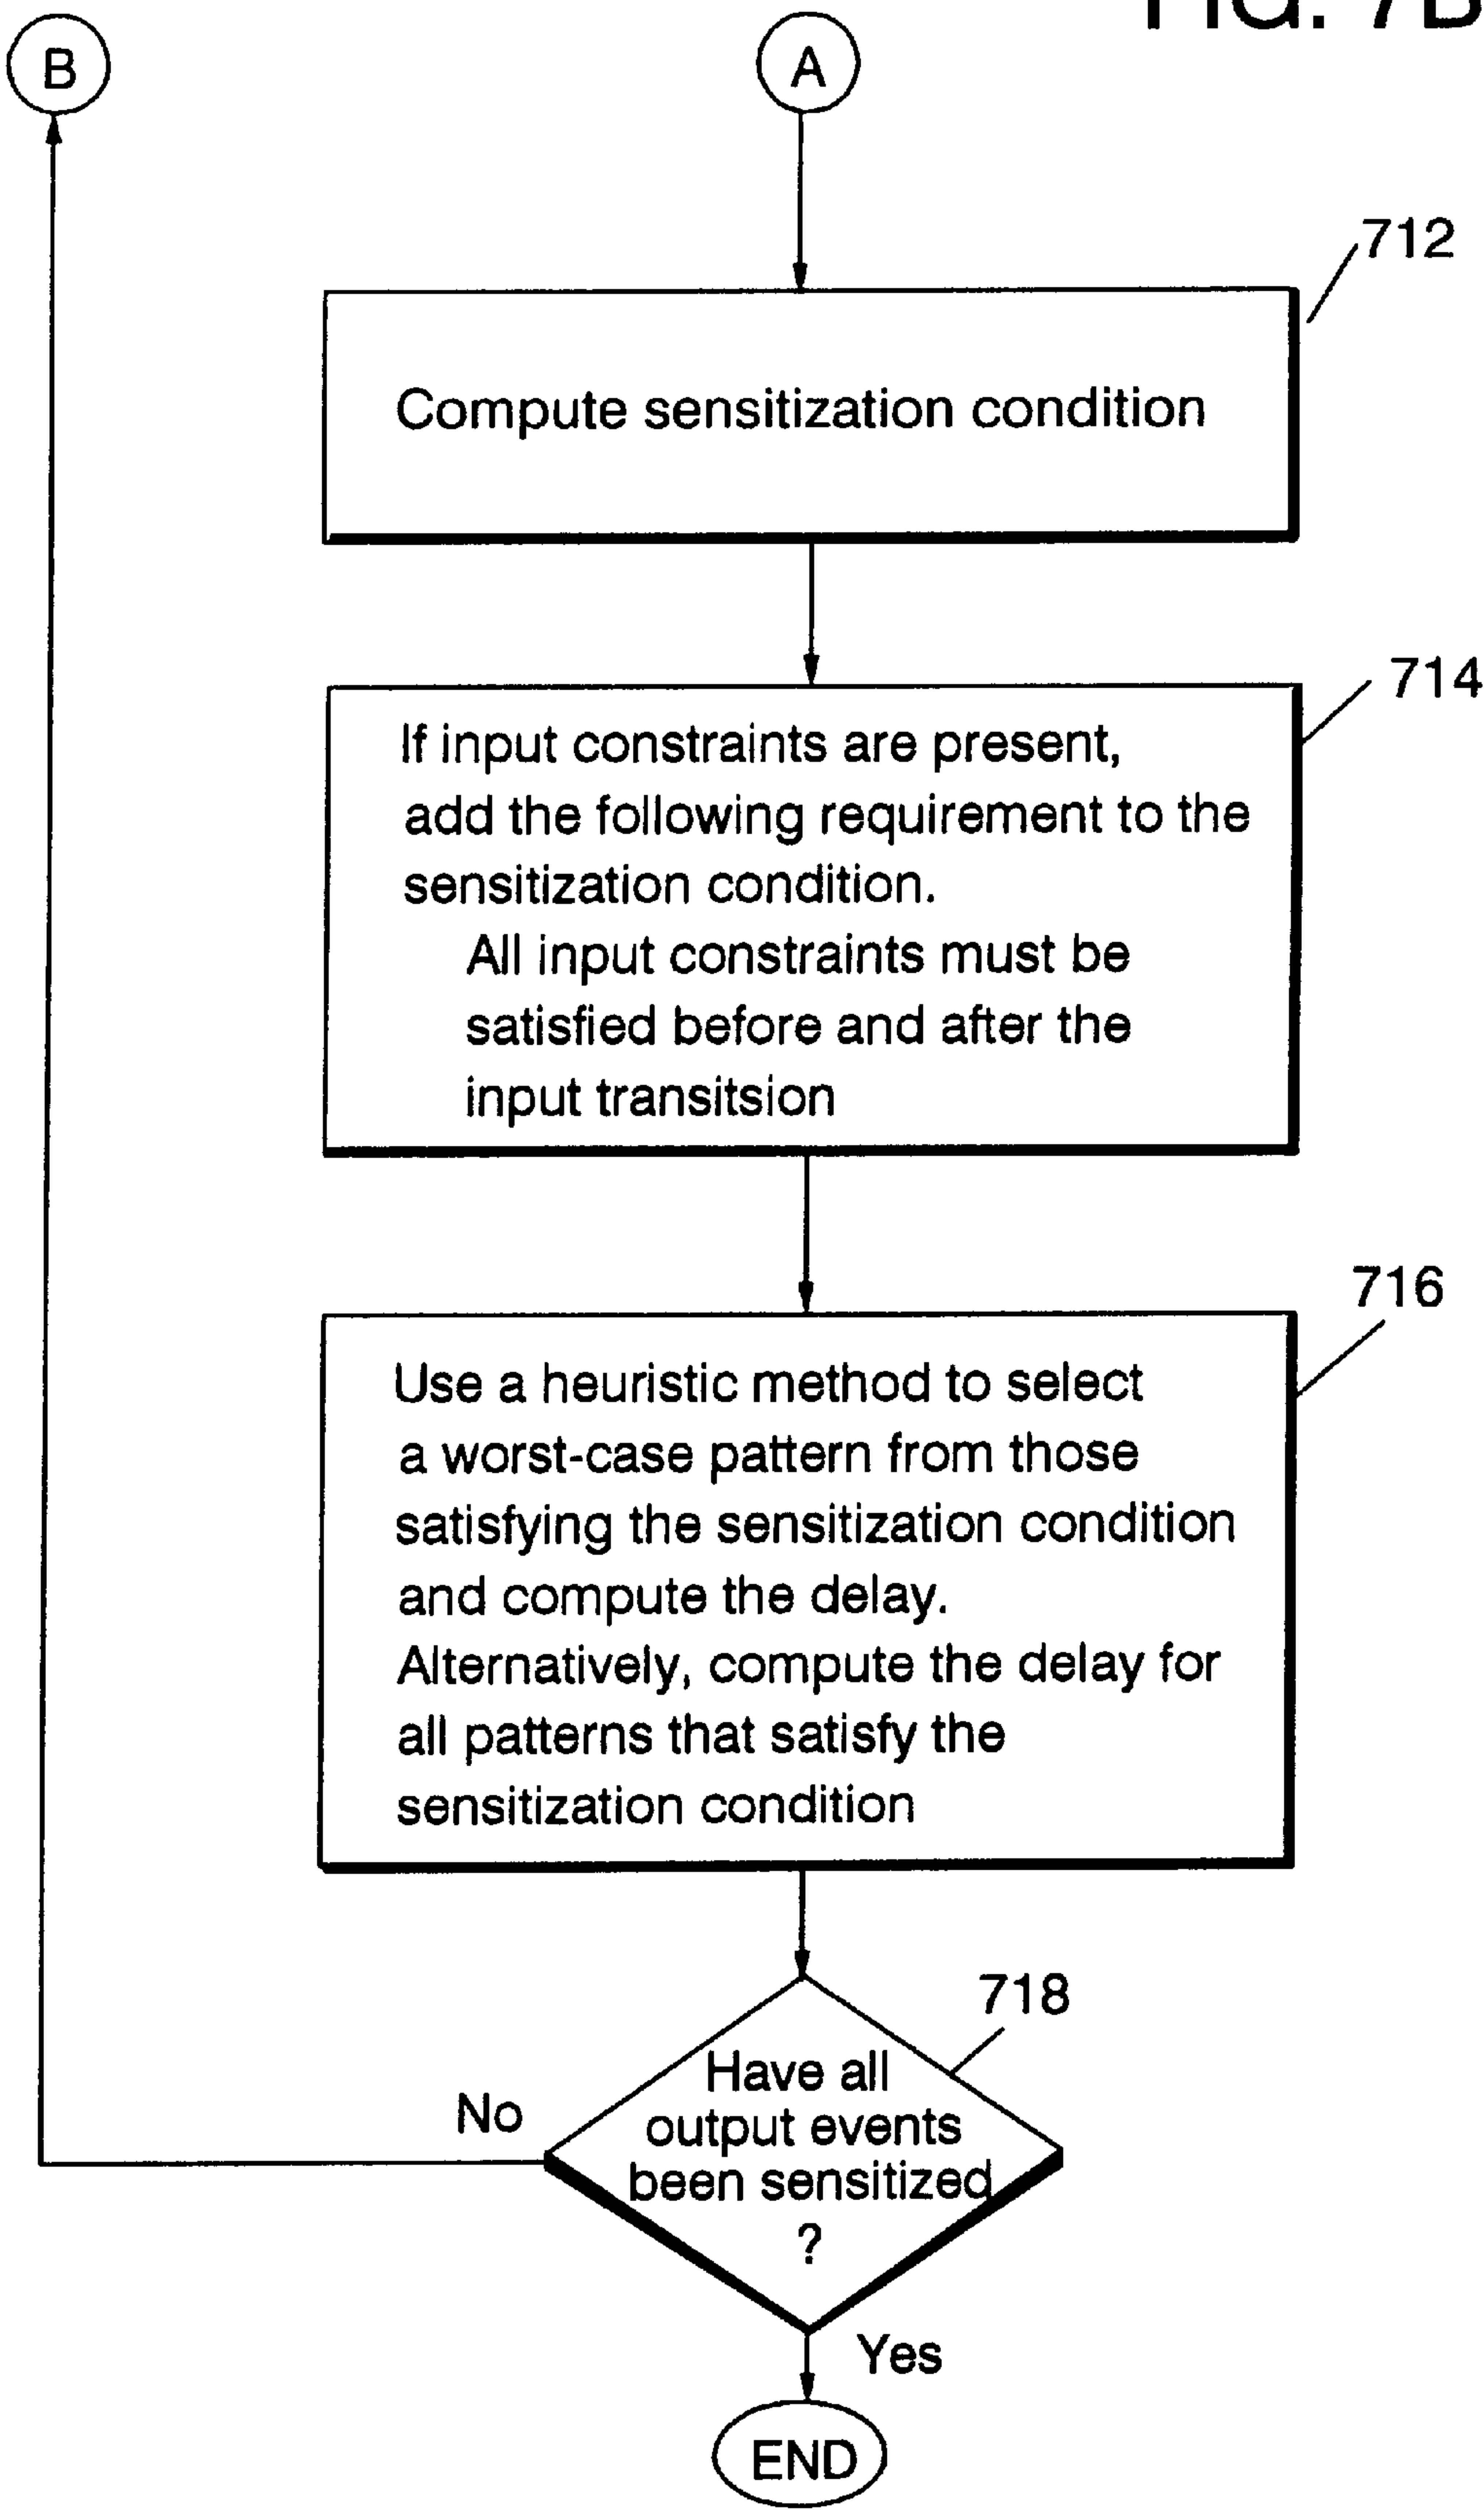 FIG. 7B
B
A
712
Compute sensitization condition
714
If input constraints are present,
add the following requirement to the
sensitization condition.
All input constraints must be
satisfied before and after the
input transitsion
716
Use a heuristic method to select
a worst-case pattern from those
satisfying the sensitization condition
and compute the delay.
Alternatively, compute the delay for
all patterns that satisfy the
sensitization condition
718
Have all
output events
been sensitized
?
No
Yes
END